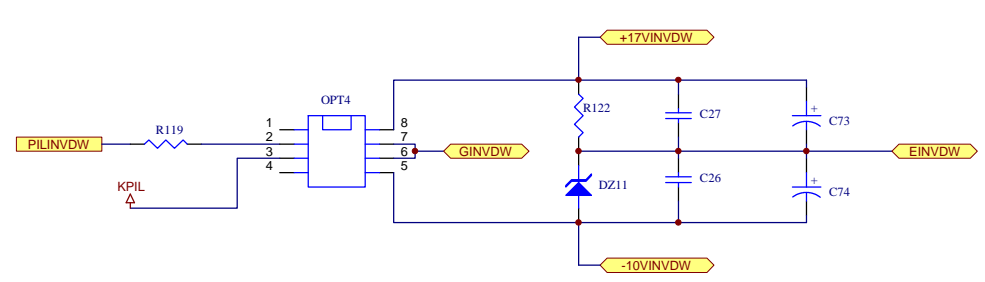 +17VINVDW
OPT4
R122
C27
C73
1
8
R119
2
7
PILINVDW
3
6
GINVDW
EINVDW
4
5
KPIL
DZ11
C26
C74
-10VINVDW
+
+